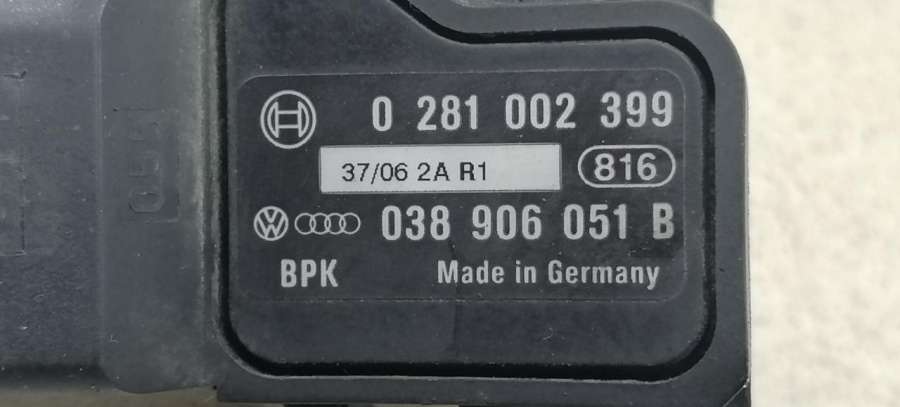 0 281 002 399
37/06 2A R1
816
038 906 051 B
BPK Made in Germany